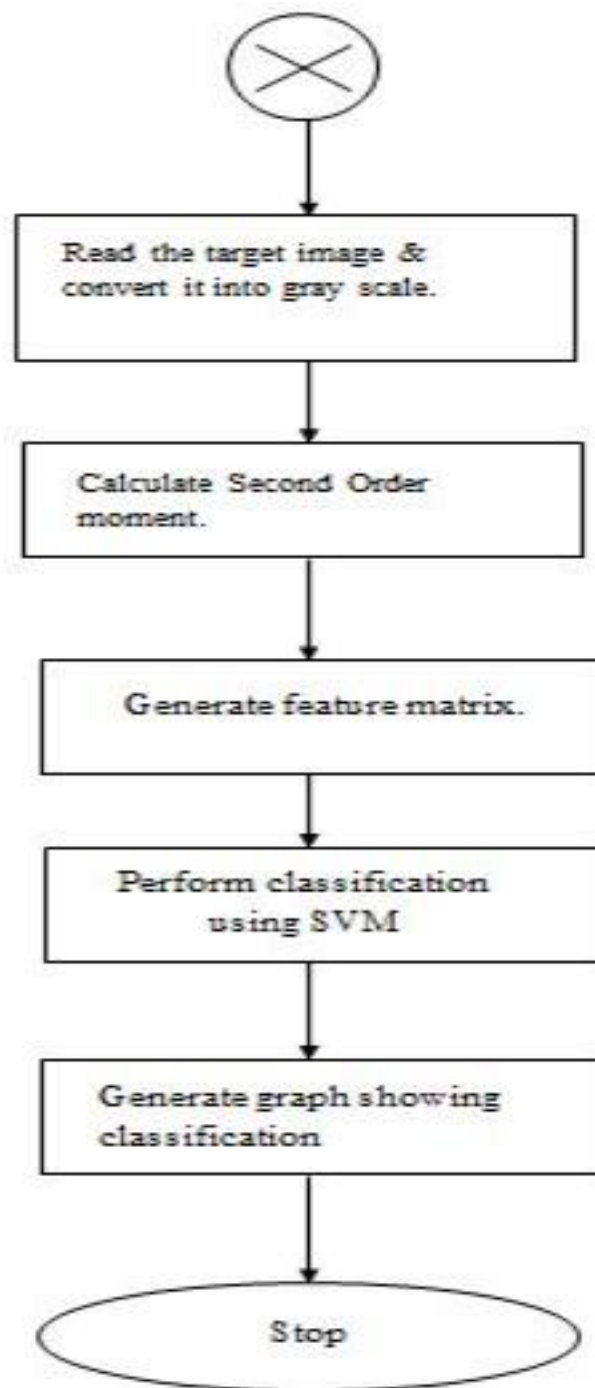 Read the target image &
convert it into gray scale.
Calculate Second Order
moment.
Generate feature matrix.
Perform classification
using SVM
Generate graph showing
classification
Stop